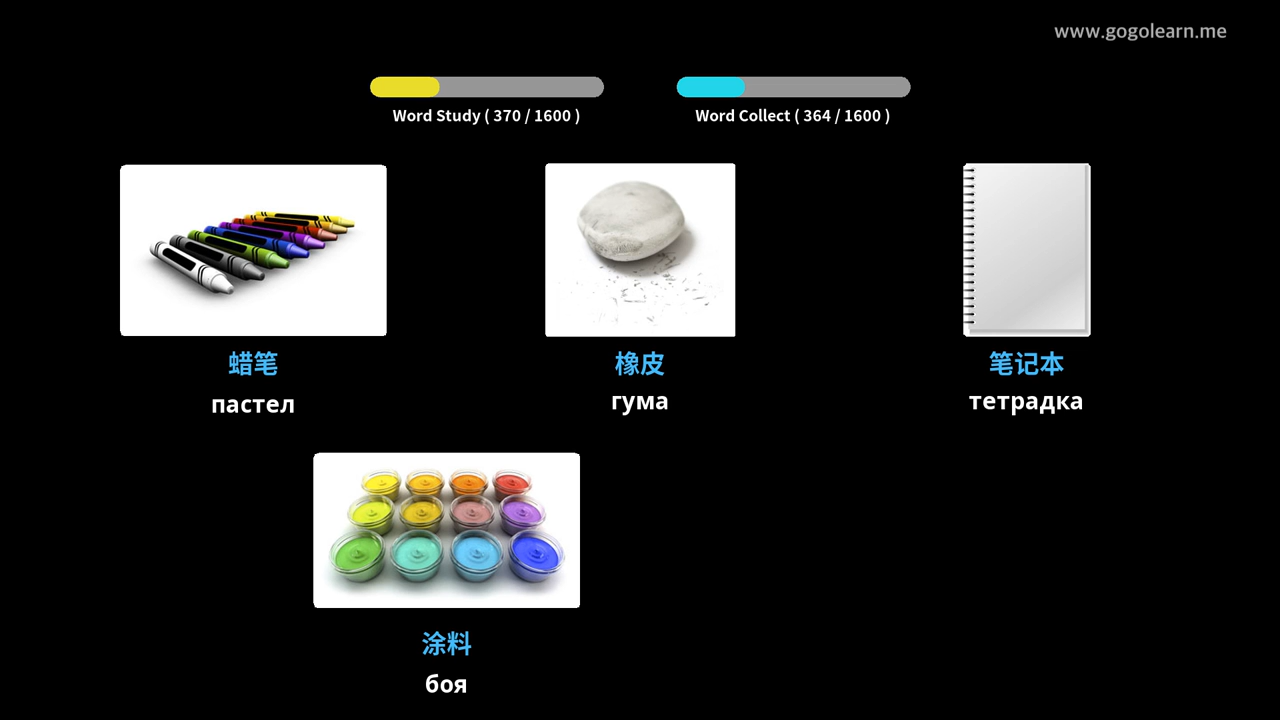 www.gogolearn.me
Word Study ( 370 / 1600 )
Word Collect ( 364 / 1600 )
蜡笔
橡皮
笔记本
пастел
гума
тетрадка
涂料
боя